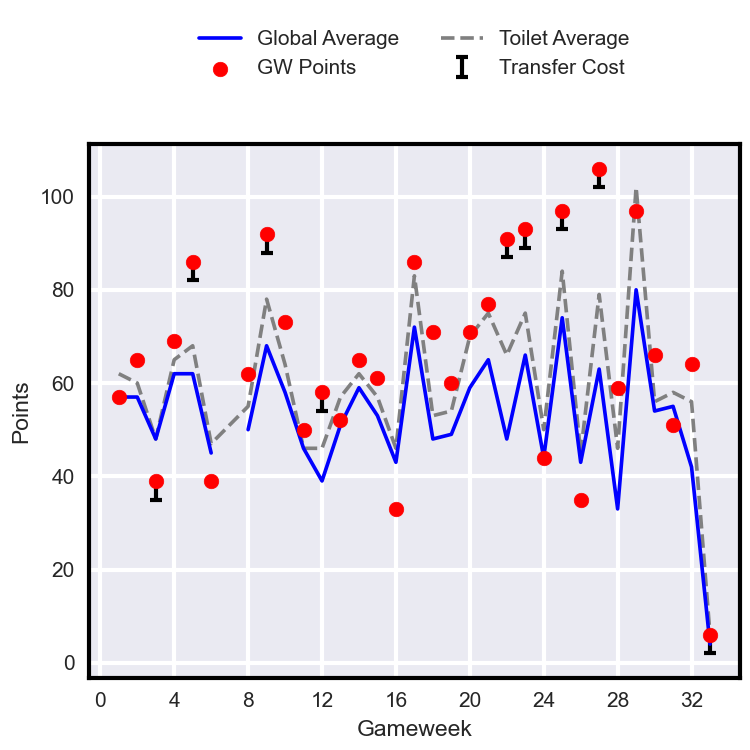 Global Average
Toilet Average
GW Points
Transfer Cost
100
80
60
40
20
0
Points
0 4 8 12 16 20 24 28 32
Gameweek